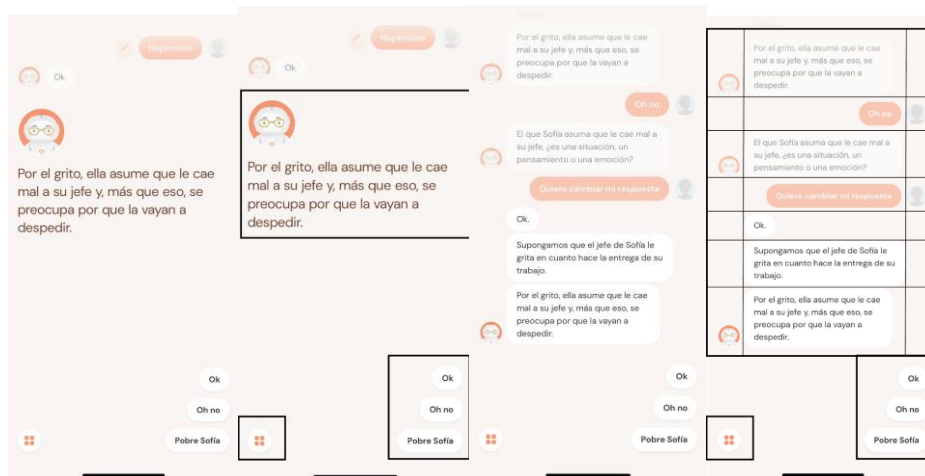 Hagámoslo
Ok.
Por el grito, ella asume que le cae
mal a su jefe y, más que eso, se
preocupa por que la vayan a
despedir.
Ok
Oh no
Pobre Sofía
Hagámoslo
Ok.
Por el grito, ella asume que le cae
mal a su jefe y, más que eso, se
preocupa por que la vayan a
despedir.
Ok
Oh no
Pobre Sofía
Por el grito, ella asume que le cae
mal a su jefe y, más que eso, se
preocupa por que la vayan a
despedir.
Oh no
El que Sofía asuma que le cae mal a
su jefe, ¿es una situación, un
pensamiento o una emoción?
Quiero cambiar mi respuesta
Ok.
Supongamos que el jefe de Sofía le
grita en cuanto hace la entrega de su
trabajo.
Por el grito, ella asume que le cae
mal a su jefe y, más que eso, se
preocupa por que la vayan a
despedir.
Ok
Oh no
Pobre Sofía
Por el grito, ella asume que le cae
mal a su jefe y, más que eso, se
preocupa por que la vayan a
despedir.
Oh no
El que Sofía asuma que le cae mal a
su jefe, ¿es una situación, un
pensamiento o una emoción?
Quiero cambiar mi respuesta
Ok.
Supongamos que el jefe de Sofía le
grita en cuanto hace la entrega de su
trabajo.
Por el grito, ella asume que le cae
mal a su jefe y, más que eso, se
preocupa por que la vayan a
despedir.
Ok
Oh no
Pobre Sofía